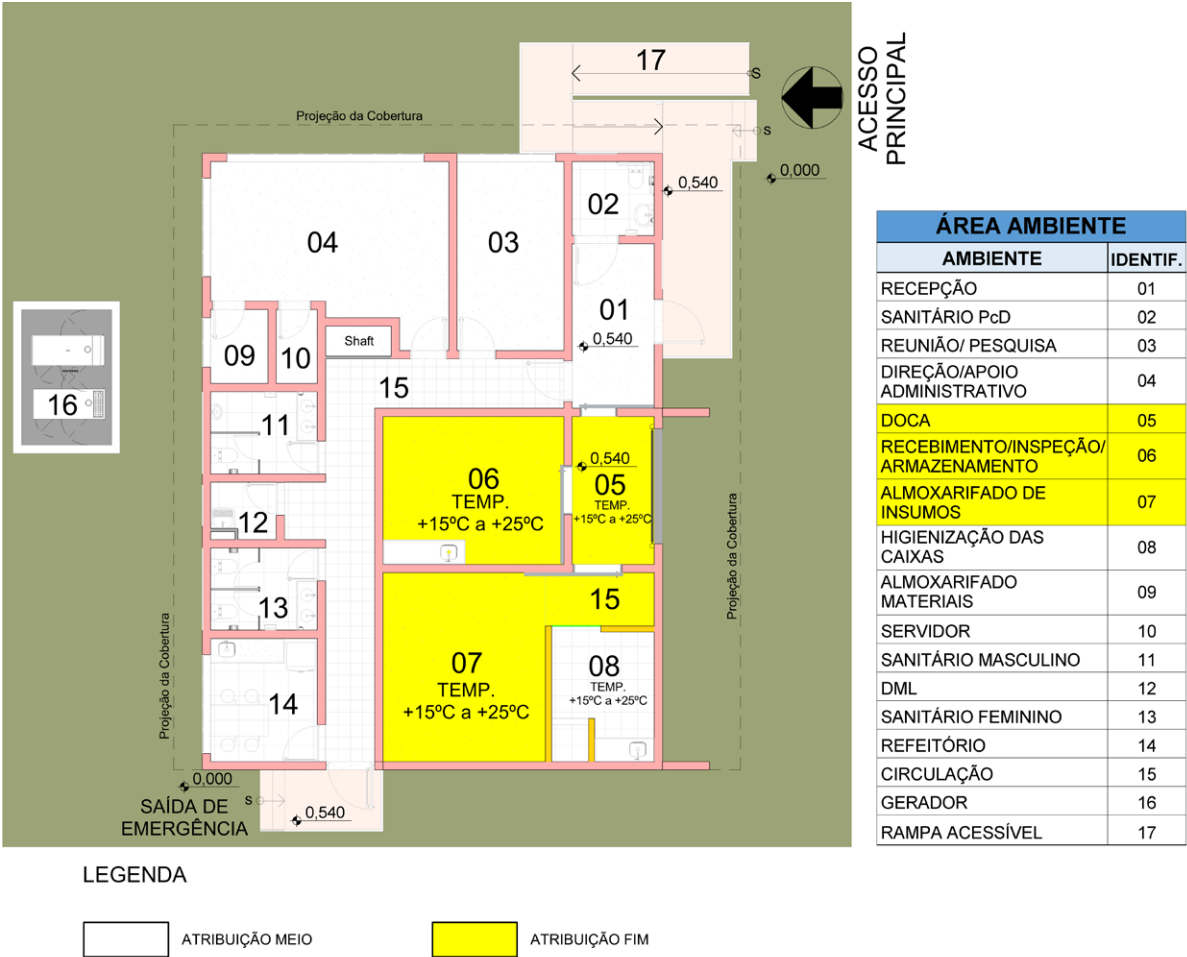 17
S
S
ACESSO
PRINCIPAL
0,000
Projeção da Cobertura
02
0,540
04
03
01
0,540
Shaft
09
10
15
16
11
06
TEMP.
+15ºC a +25ºC
0,540
05
TEMP.
+15ºC a +25ºC
12
Projeção da Cobertura
13
15
07
TEMP.
+15ºC a +25ºC
08
TEMP.
+15ºC a +25ºC
Projeção da Cobertura
14
0,000
SAÍDA DE
EMERGÊNCIA
S
0,540
ÁREA AMBIENTE
AMBIENTE IDENTIF.
RECEPÇÃO 01
SANITÁRIO PcD 02
REUNIÃO/ PESQUISA 03
DIREÇÃO/APOIO
ADMINISTRATIVO 04
DOCA 05
RECEBIMENTO/INSPEÇÃO/
ARMAZENAMENTO 06
ALMOXARIFADO DE
INSUMOS 07
HIGIENIZAÇÃO DAS
CAIXAS 08
ALMOXARIFADO
MATERIAIS 09
SERVIDOR 10
SANITÁRIO MASCULINO 11
DML 12
SANITÁRIO FEMININO 13
REFEITÓRIO 14
CIRCULAÇÃO 15
GERADOR 16
RAMPA ACESSÍVEL 17
LEGENDA
ATRIBUIÇÃO MEIO
ATRIBUIÇÃO FIM